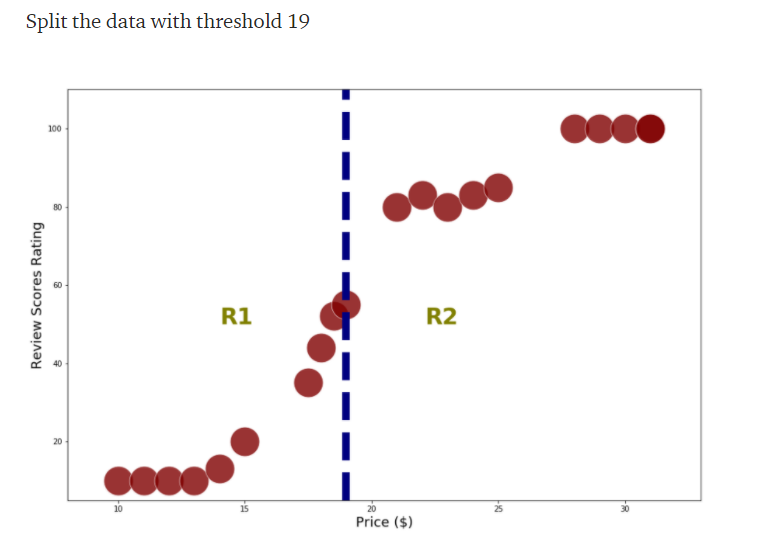 Split the data with threshold 19
100
80
60
40
20
Review Scores Rating
R1
R2
10
15
20
25
30
Price ($)